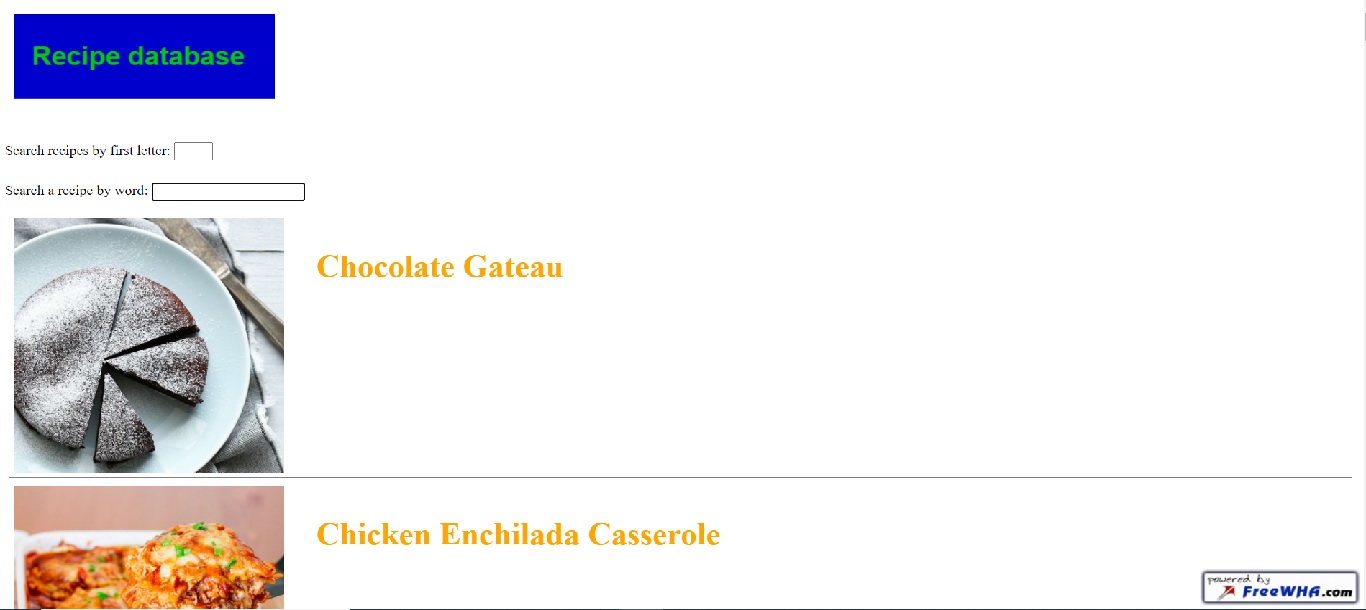 Recipe database
Search recipes by first letter:
Search a recipe by word:
Chocolate Gateau
Chicken Enchilada Casserole
powered by
FreeWHA.com